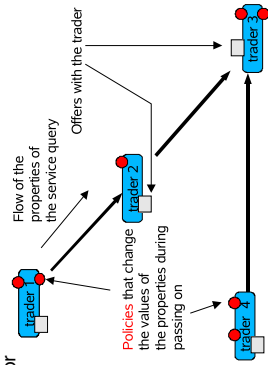 or
Flow of the
properties of
the service query
Offers with the trader
trader 1
trader 2
trader 3
trader 4
Policies that change
the values of
the properties during
passing on